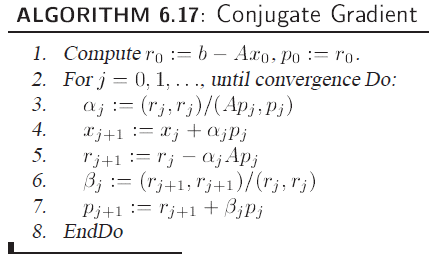 ALGORITHM 6.17: Conjugate Gradient
1. Compute r₀ := b − Ax₀, p₀ := r₀.
2. For j = 0, 1, . . ., until convergence Do:
3. αⱼ := (rⱼ, rⱼ)/(Apⱼ, pⱼ)
4. xⱼ₊₁ := xⱼ + αⱼpⱼ
5. rⱼ₊₁ := rⱼ − αⱼApⱼ
6. βⱼ := (rⱼ₊₁, rⱼ₊₁)/(rⱼ, rⱼ)
7. pⱼ₊₁ := rⱼ₊₁ + βⱼpⱼ
8. EndDo